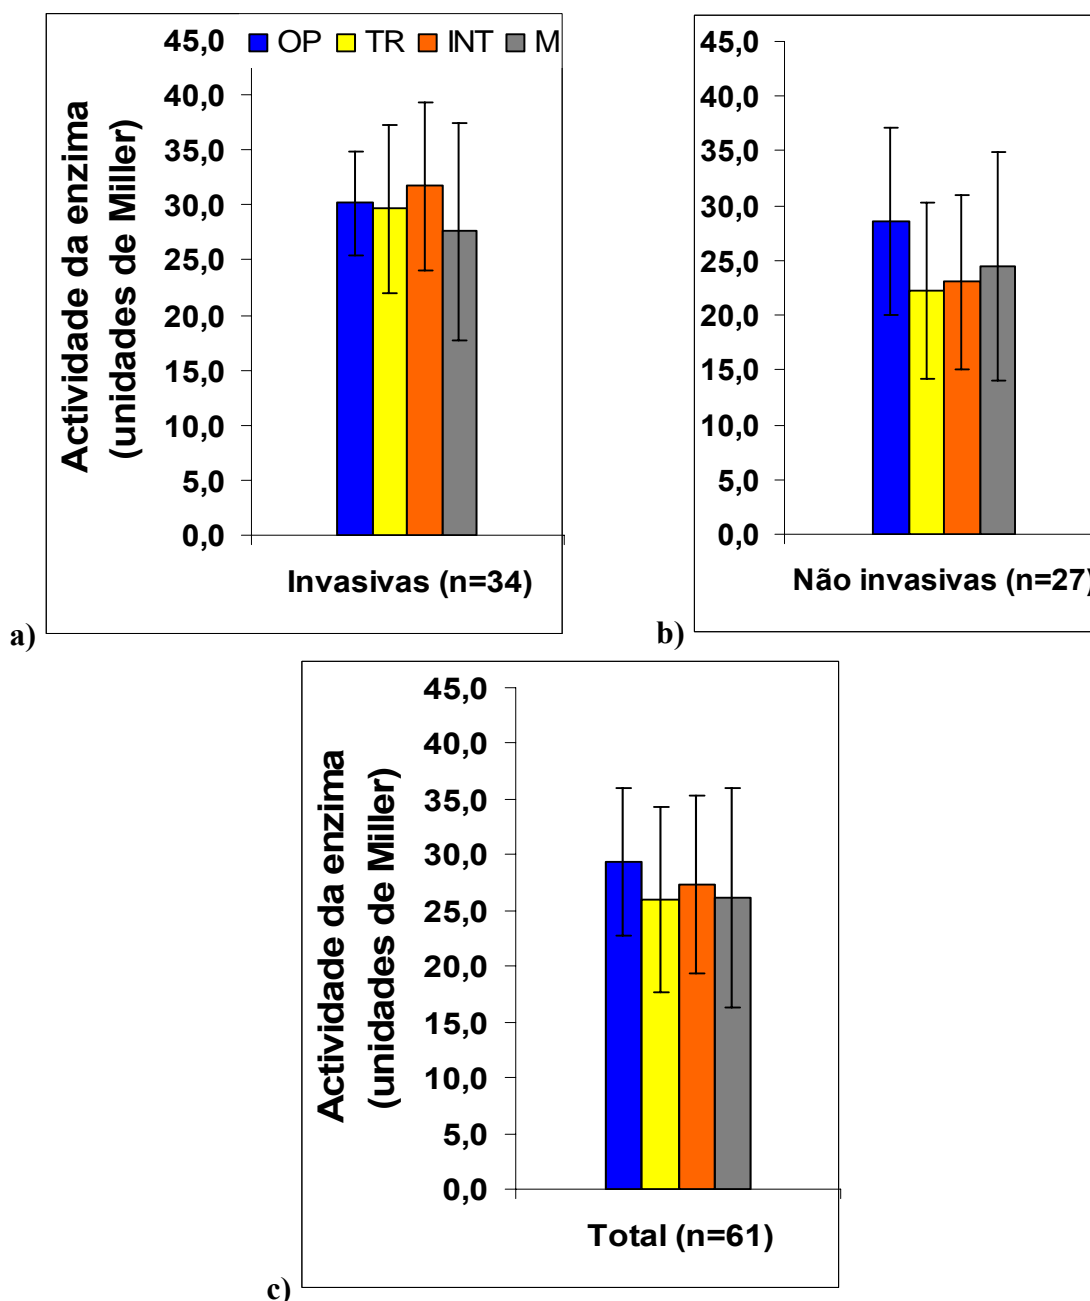 45,0 OP TR INT M
40,0
35,0
30,0
25,0
20,0
15,0
10,0
5,0
0,0
Actividade da enzima
(unidades de Miller)
Invasivas (n=34)
a)
45,0
40,0
35,0
30,0
25,0
20,0
15,0
10,0
5,0
0,0
Não invasivas (n=27)
b)
45,0
40,0
35,0
30,0
25,0
20,0
15,0
10,0
5,0
0,0
Actividade da enzima
(unidades de Miller)
Total (n=61)
c)